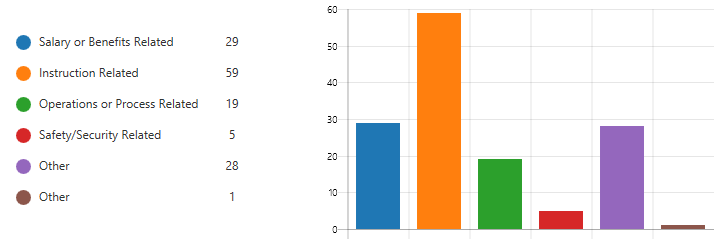 Salary or Benefits Related 29
Instruction Related 59
Operations or Process Related 19
Safety/Security Related 5
Other 28
Other 1
60
50
40
30
20
10
0